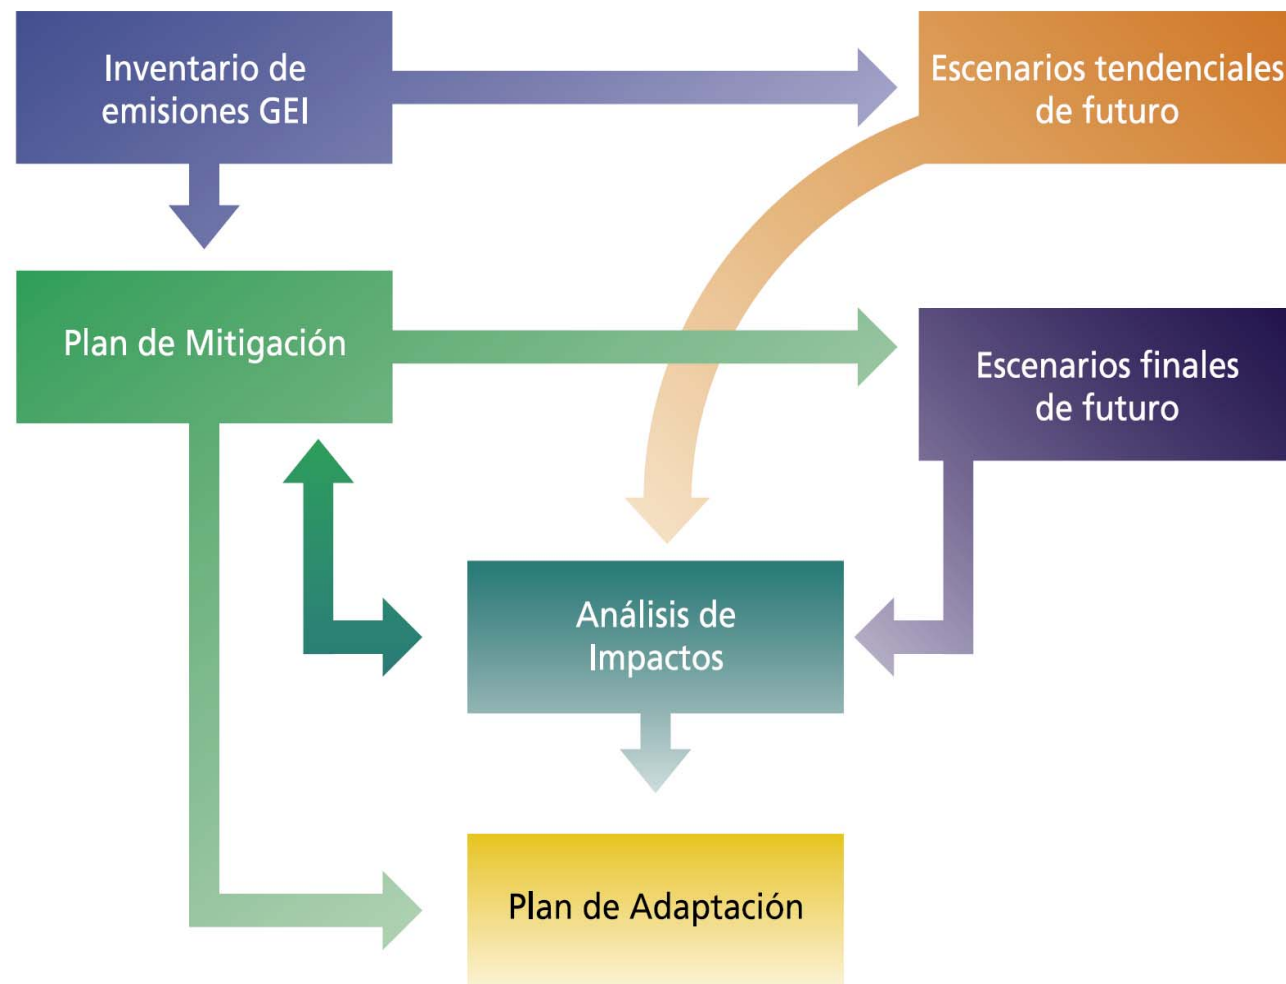 Inventario de
emisiones GEI
Escenarios tendenciales
de futuro
Plan de Mitigación
Escenarios finales
de futuro
Análisis de
Impactos
Plan de Adaptación